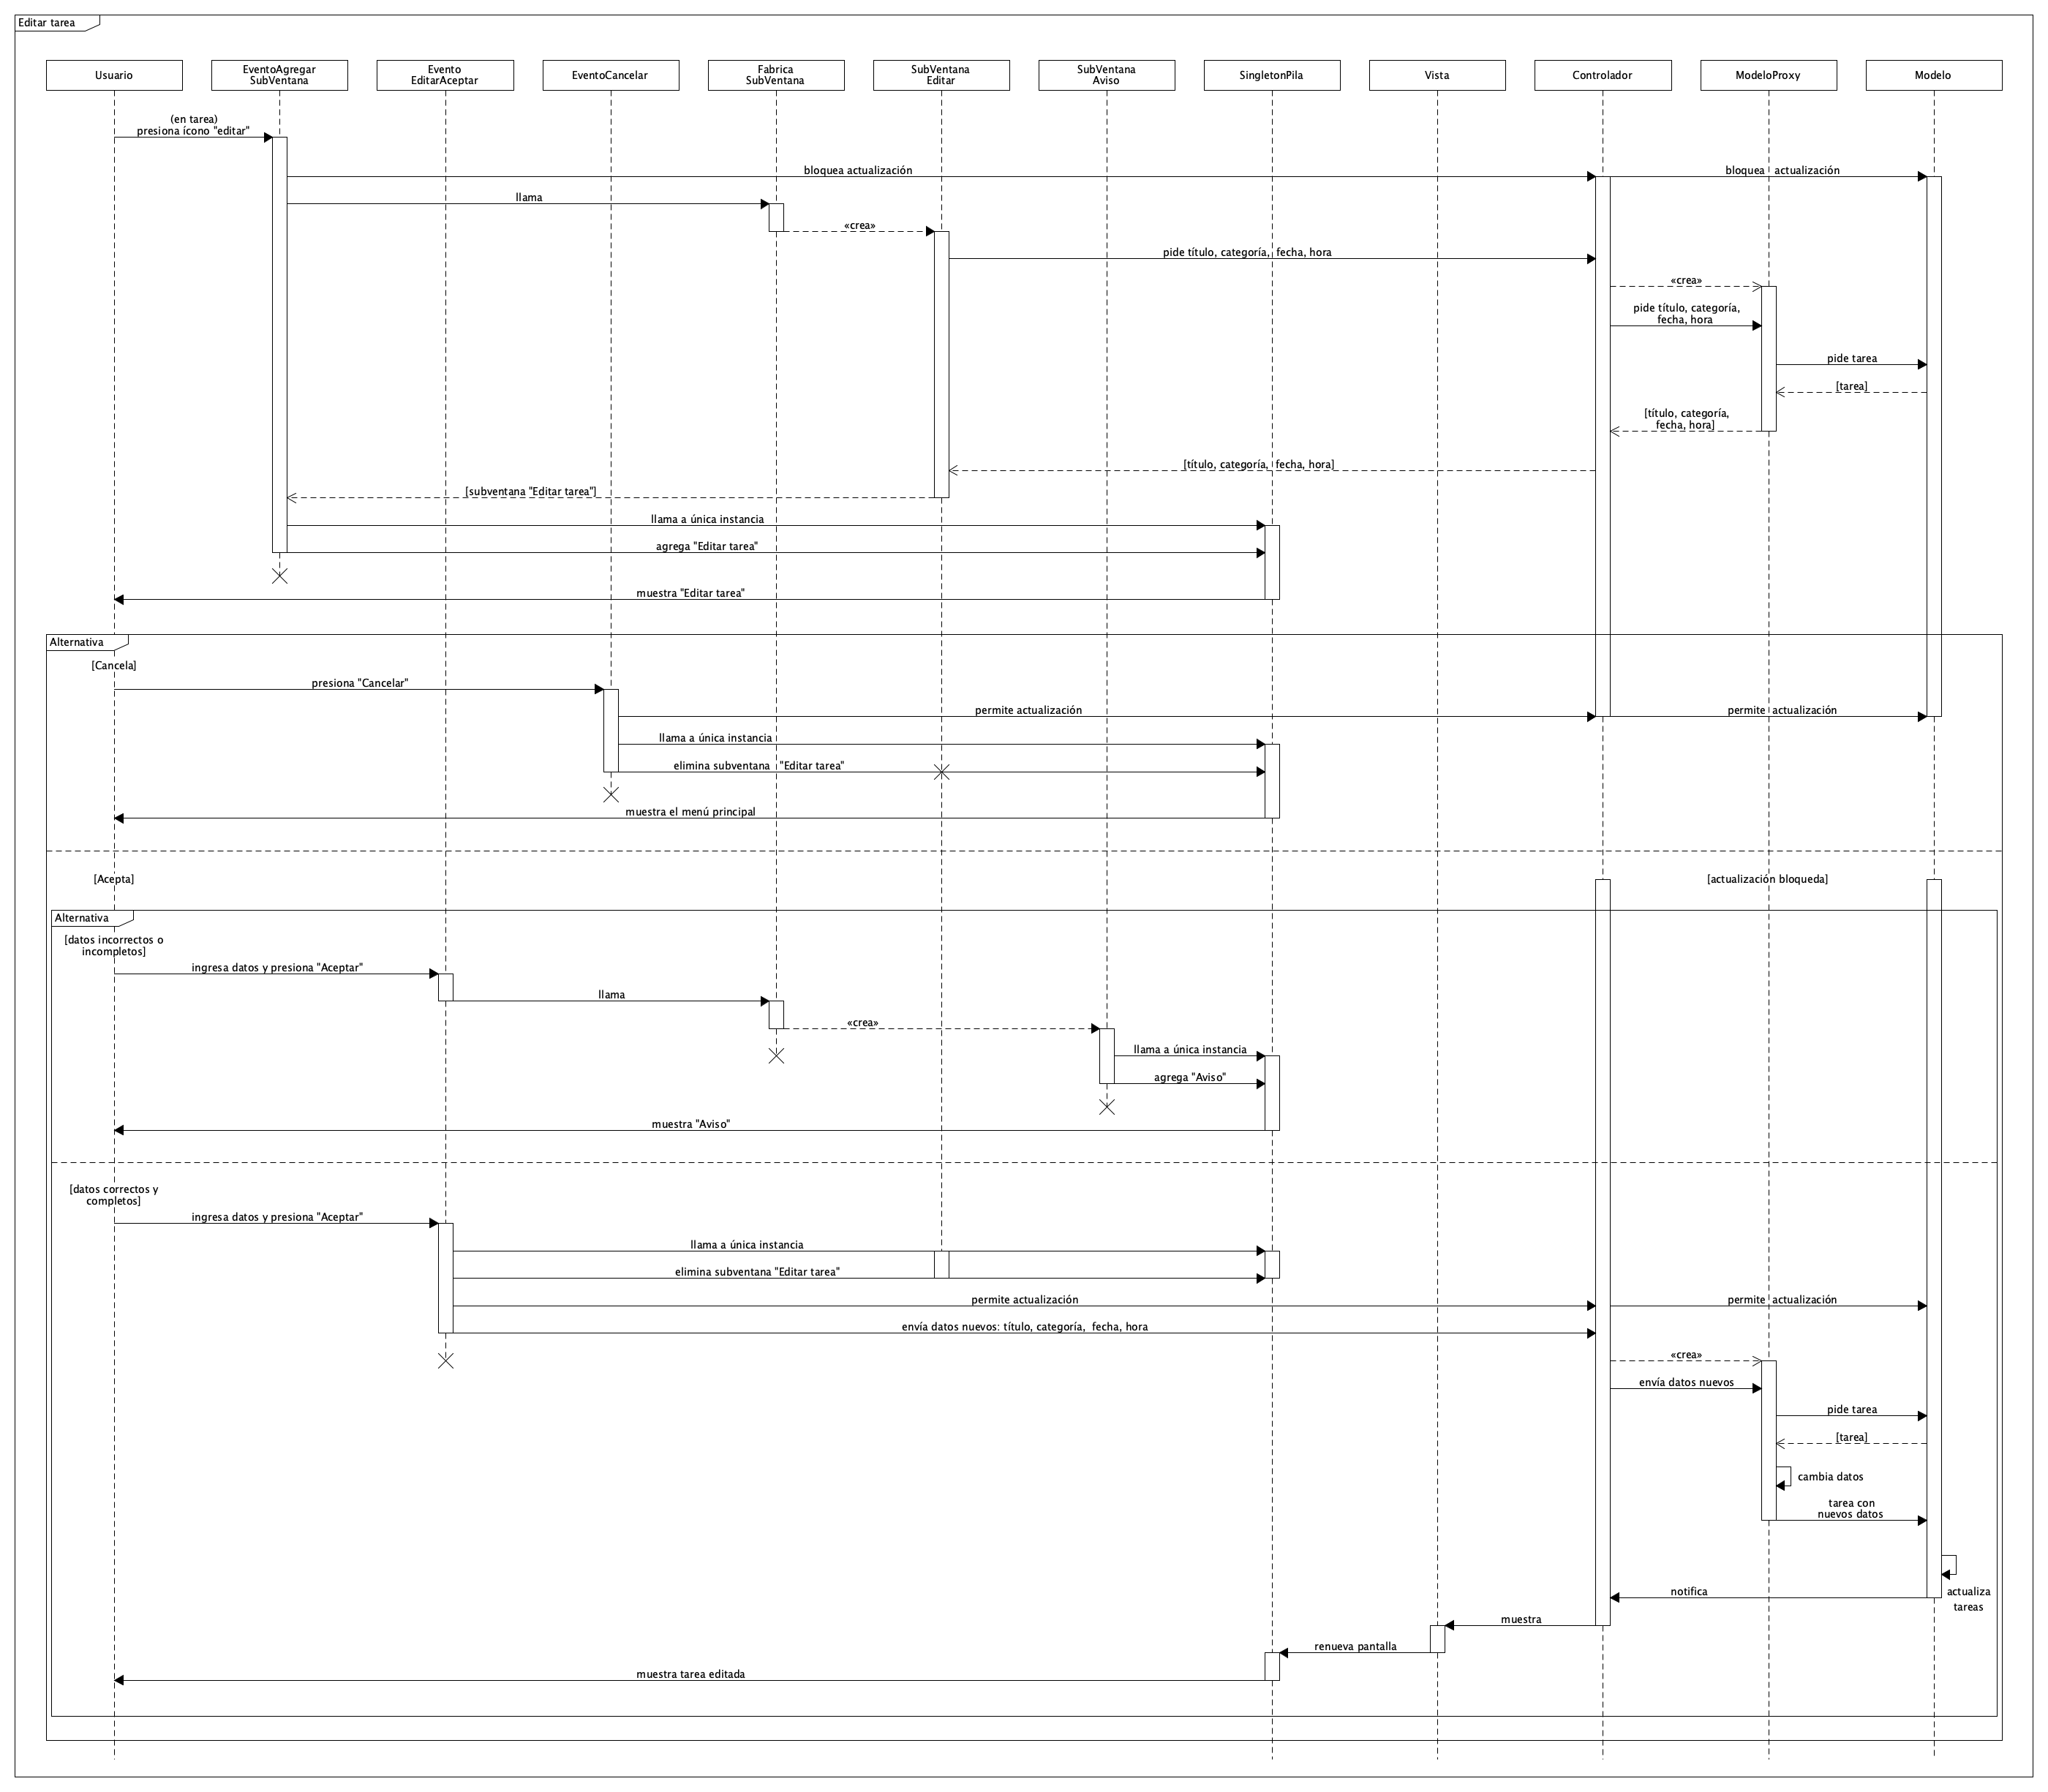 Editar tarea
Usuario
EventoAgregar
SubVentana
Evento
EditarAceptar
EventoCancelar
Fabrica
SubVentana
SubVentana
Editar
SubVentana
Aviso
SingletonPila
Vista
Controlador
ModeloProxy
Modelo
(en tarea)
presiona ícono "editar"
bloquea actualización
bloquea actualización
llama
«crea»
pide título, categoría, fecha, hora
«crea»
pide título, categoría,
fecha, hora
pide tarea
[tarea]
[título, categoría,
fecha, hora]
[título, categoría, fecha, hora]
[subventana "Editar tarea"]
llama a única instancia
agrega "Editar tarea"
muestra "Editar tarea"
Alternativa
[Cancela]
presiona "Cancelar"
permite actualización
permite actualización
llama a única instancia
elimina subventana "Editar tarea"
muestra el menú principal
[Acepta]
[actualización bloqueda]
Alternativa
[datos incorrectos o
incompletos]
ingresa datos y presiona "Aceptar"
llama
«crea»
llama a única instancia
agrega "Aviso"
muestra "Aviso"
[datos correctos y
completos]
ingresa datos y presiona "Aceptar"
llama a única instancia
elimina subventana "Editar tarea"
permite actualización
permite actualización
envía datos nuevos: título, categoría, fecha, hora
«crea»
envía datos nuevos
pide tarea
[tarea]
cambia datos
tarea con
nuevos datos
notifica
actualiza
tareas
muestra
renueva pantalla
muestra tarea editada